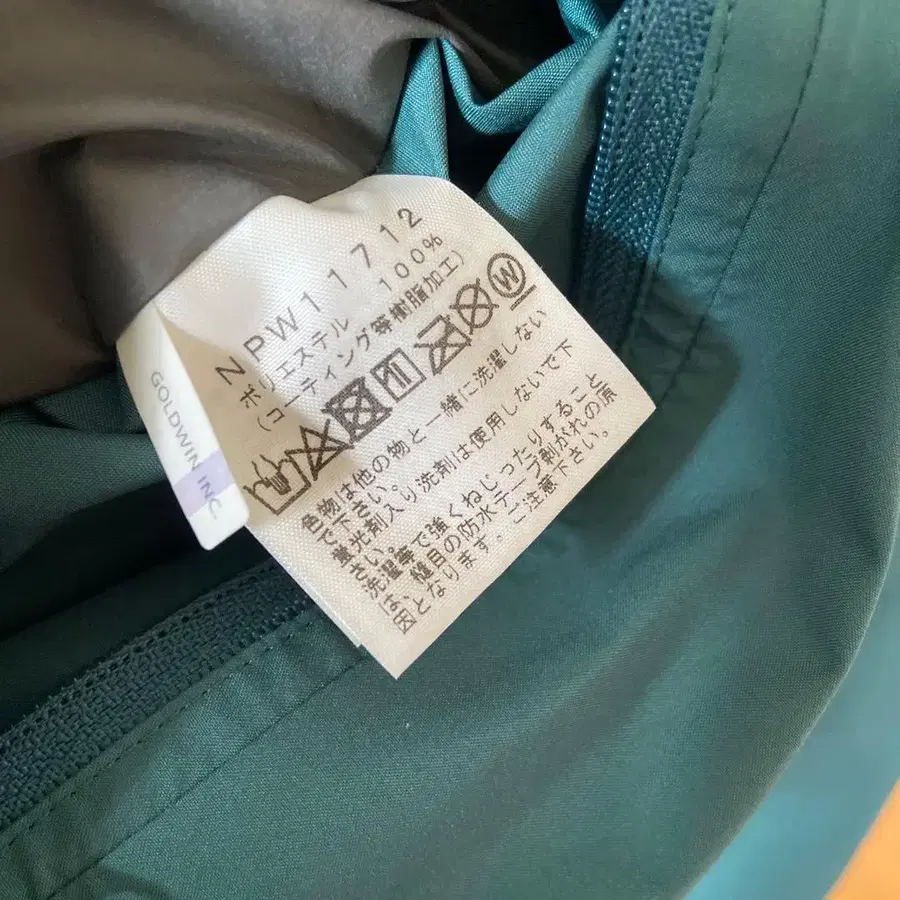 NPW11712
ポリエステル 100%
(コーティング等樹脂加工)
W
色物は他の物と一緒に洗濯しない
で下さい。
蛍光剤入り洗剤は使用しないで下
さい。
洗濯等で強くねじったりすること
は、縫目の防水テープ剥がれの原
因となります。ご注意下さい。
GOLDWIN INC.